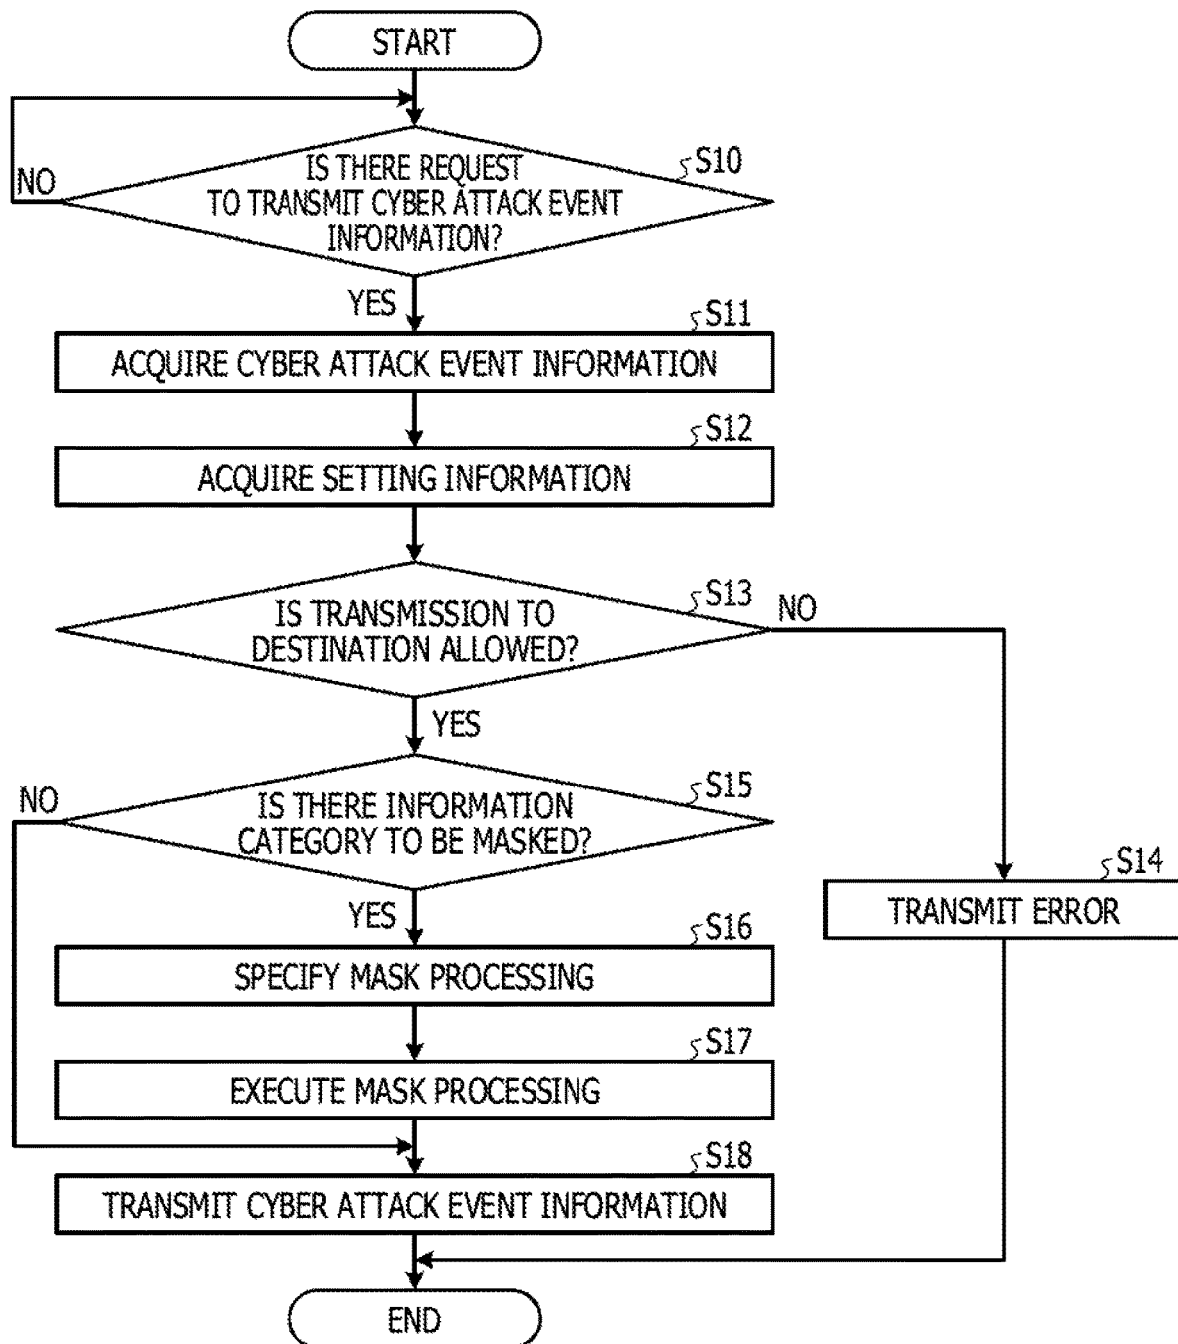 START
S10
IS THERE REQUEST
NO
TO TRANSMIT CYBER ATTACK EVENT
INFORMATION?
YES
S11
ACQUIRE CYBER ATTACK EVENT INFORMATION
S12
ACQUIRE SETTING INFORMATION
S13
NO
IS TRANSMISSION TO
DESTINATION ALLOWED?
YES
S15
NO
IS THERE INFORMATION
CATEGORY TO BE MASKED?
S14
TRANSMIT ERROR
YES
S16
SPECIFY MASK PROCESSING
S17
EXECUTE MASK PROCESSING
S18
TRANSMIT CYBER ATTACK EVENT INFORMATION
END